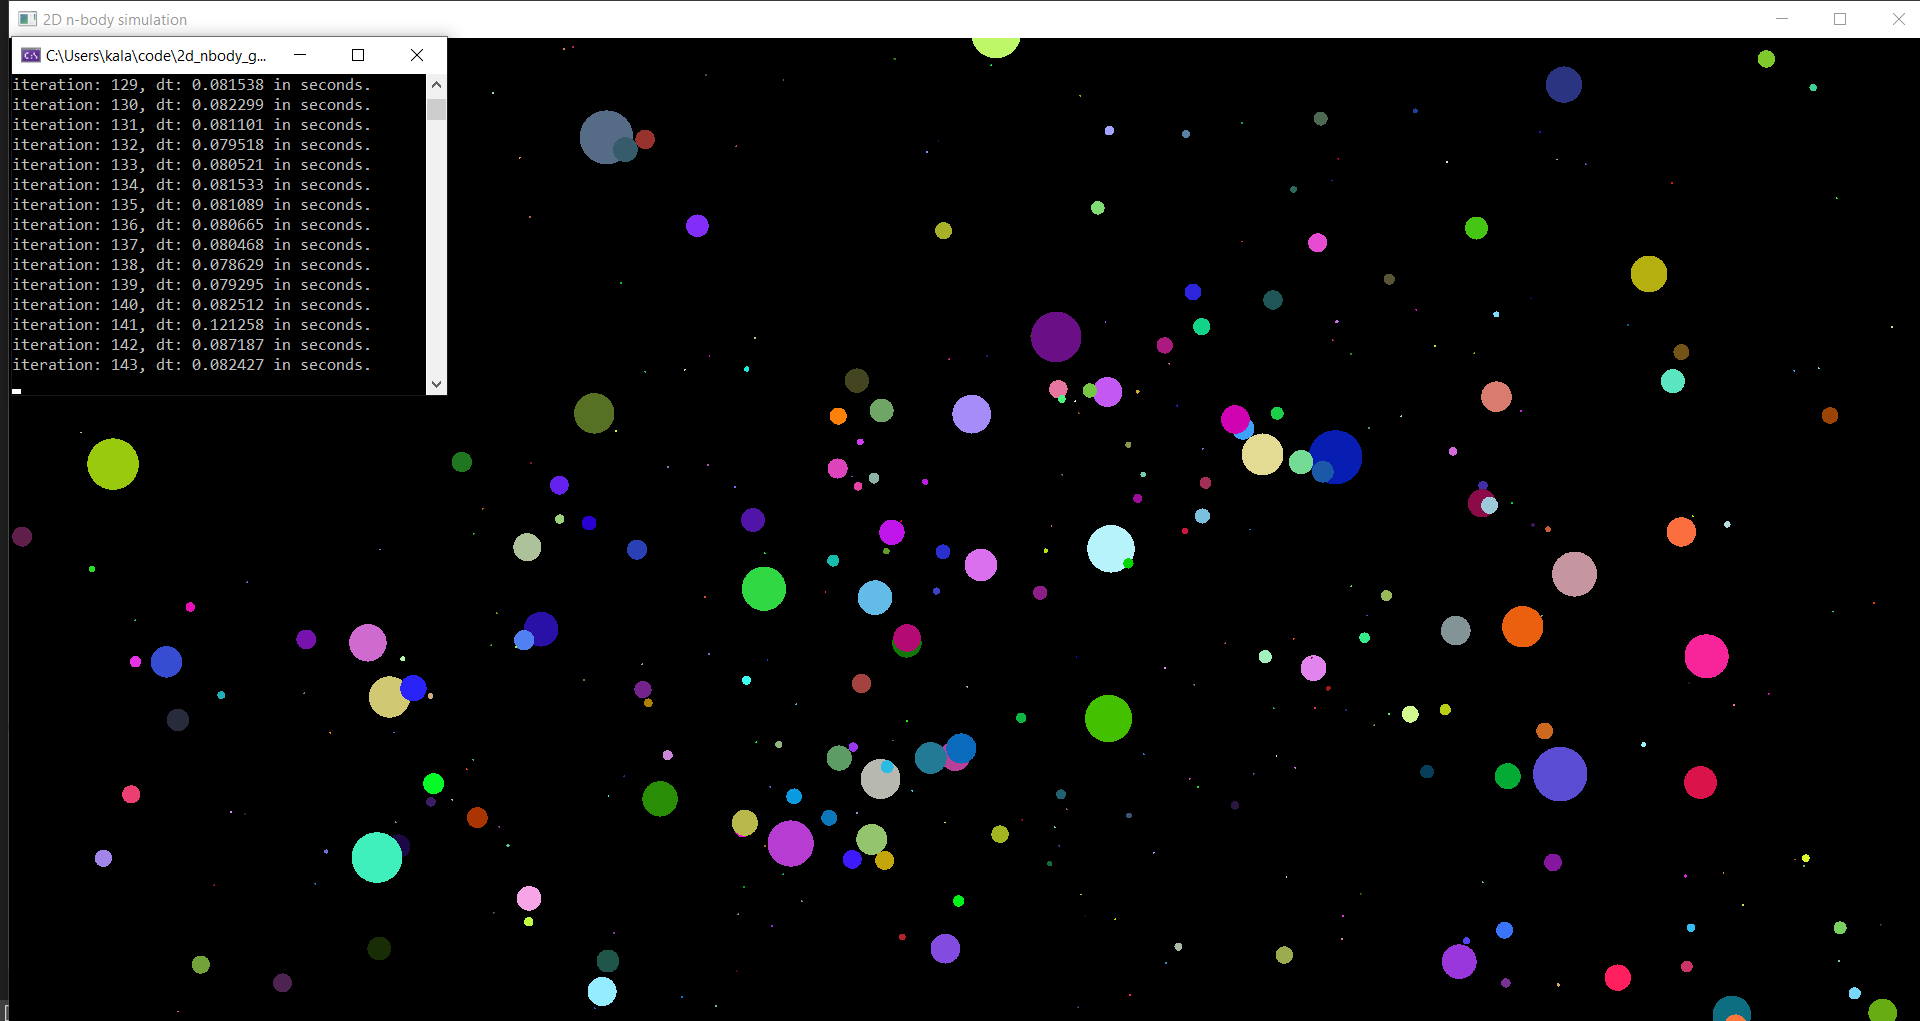 2D n-body simulation
C:\Users\kala\code\2d_nbody_g...
iteration: 129, dt: 0.081538 in seconds.
iteration: 130, dt: 0.082299 in seconds.
iteration: 131, dt: 0.081101 in seconds.
iteration: 132, dt: 0.079518 in seconds.
iteration: 133, dt: 0.080521 in seconds.
iteration: 134, dt: 0.081533 in seconds.
iteration: 135, dt: 0.081089 in seconds.
iteration: 136, dt: 0.080665 in seconds.
iteration: 137, dt: 0.080468 in seconds.
iteration: 138, dt: 0.078629 in seconds.
iteration: 139, dt: 0.079295 in seconds.
iteration: 140, dt: 0.082512 in seconds.
iteration: 141, dt: 0.121258 in seconds.
iteration: 142, dt: 0.087187 in seconds.
iteration: 143, dt: 0.082427 in seconds.